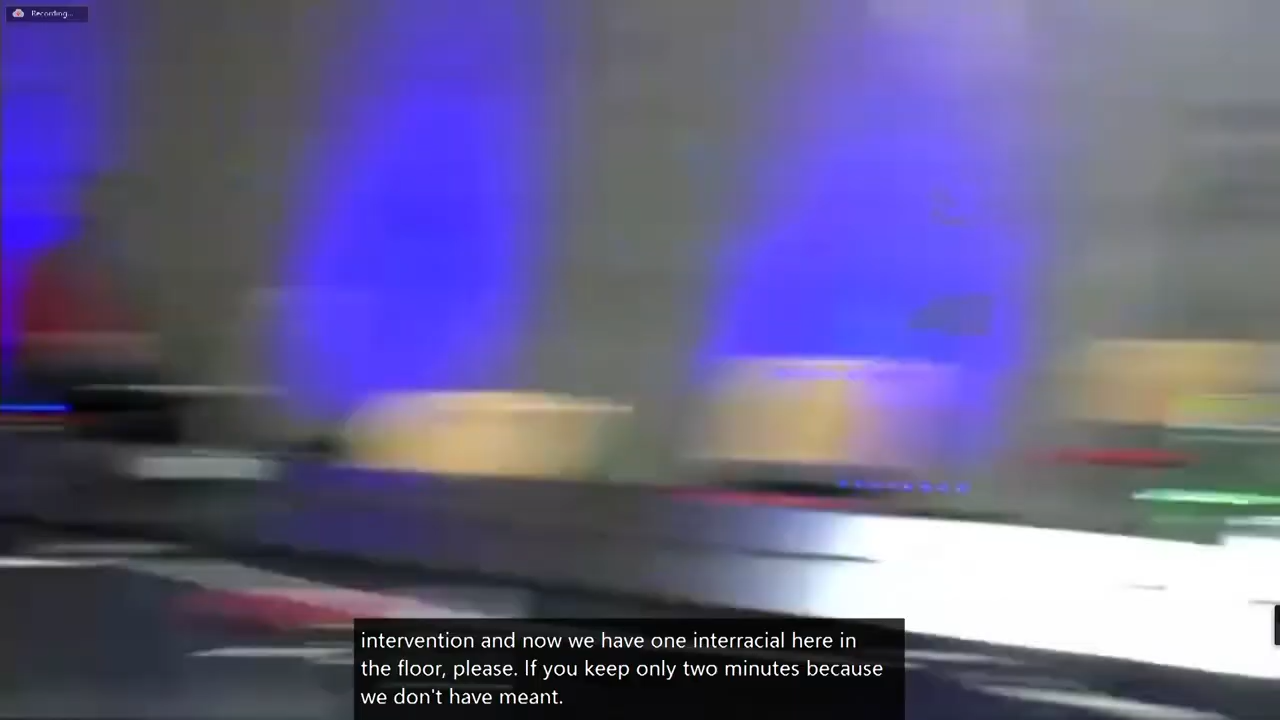 Recording...
intervention and now we have one interracial here in
the floor, please. If you keep only two minutes because
we don't have meant.